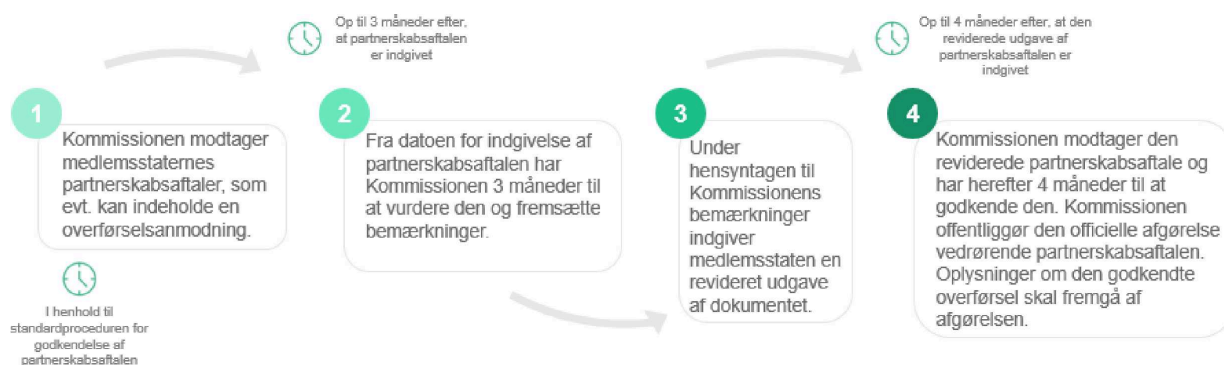 Op til 3 måneder efter,
at partnerskabsaftalen
er indgivet
Op til 4 måneder efter, at den
reviderede udgave af
partnerskabsaftalen er
indgivet
1
Kommissionen modtager
medlemsstaternes
partnerskabsaftaler, som
evt. kan indeholde en
overførselsanmodning.
I henhold til
standardproceduren for
godkendelse af
partnerskabsaftalen
2
Fra datoen for indgivelse af
partnerskabsaftalen har
Kommissionen 3 måneder til
at vurdere den og fremsætte
bemærkninger.
3
Under
hensyntagen til
Kommissionens
bemærkninger
indgiver
medlemsstaten en
revideret udgave
af dokumentet.
4
Kommissionen modtager den
reviderede partnerskabsaftale og
har herefter 4 måneder til at
godkende den. Kommissionen
offentliggør den officielle afgørelse
vedrørende partnerskabsaftalen.
Oplysninger om den godkendte
overførsel skal fremgå af
afgørelsen.